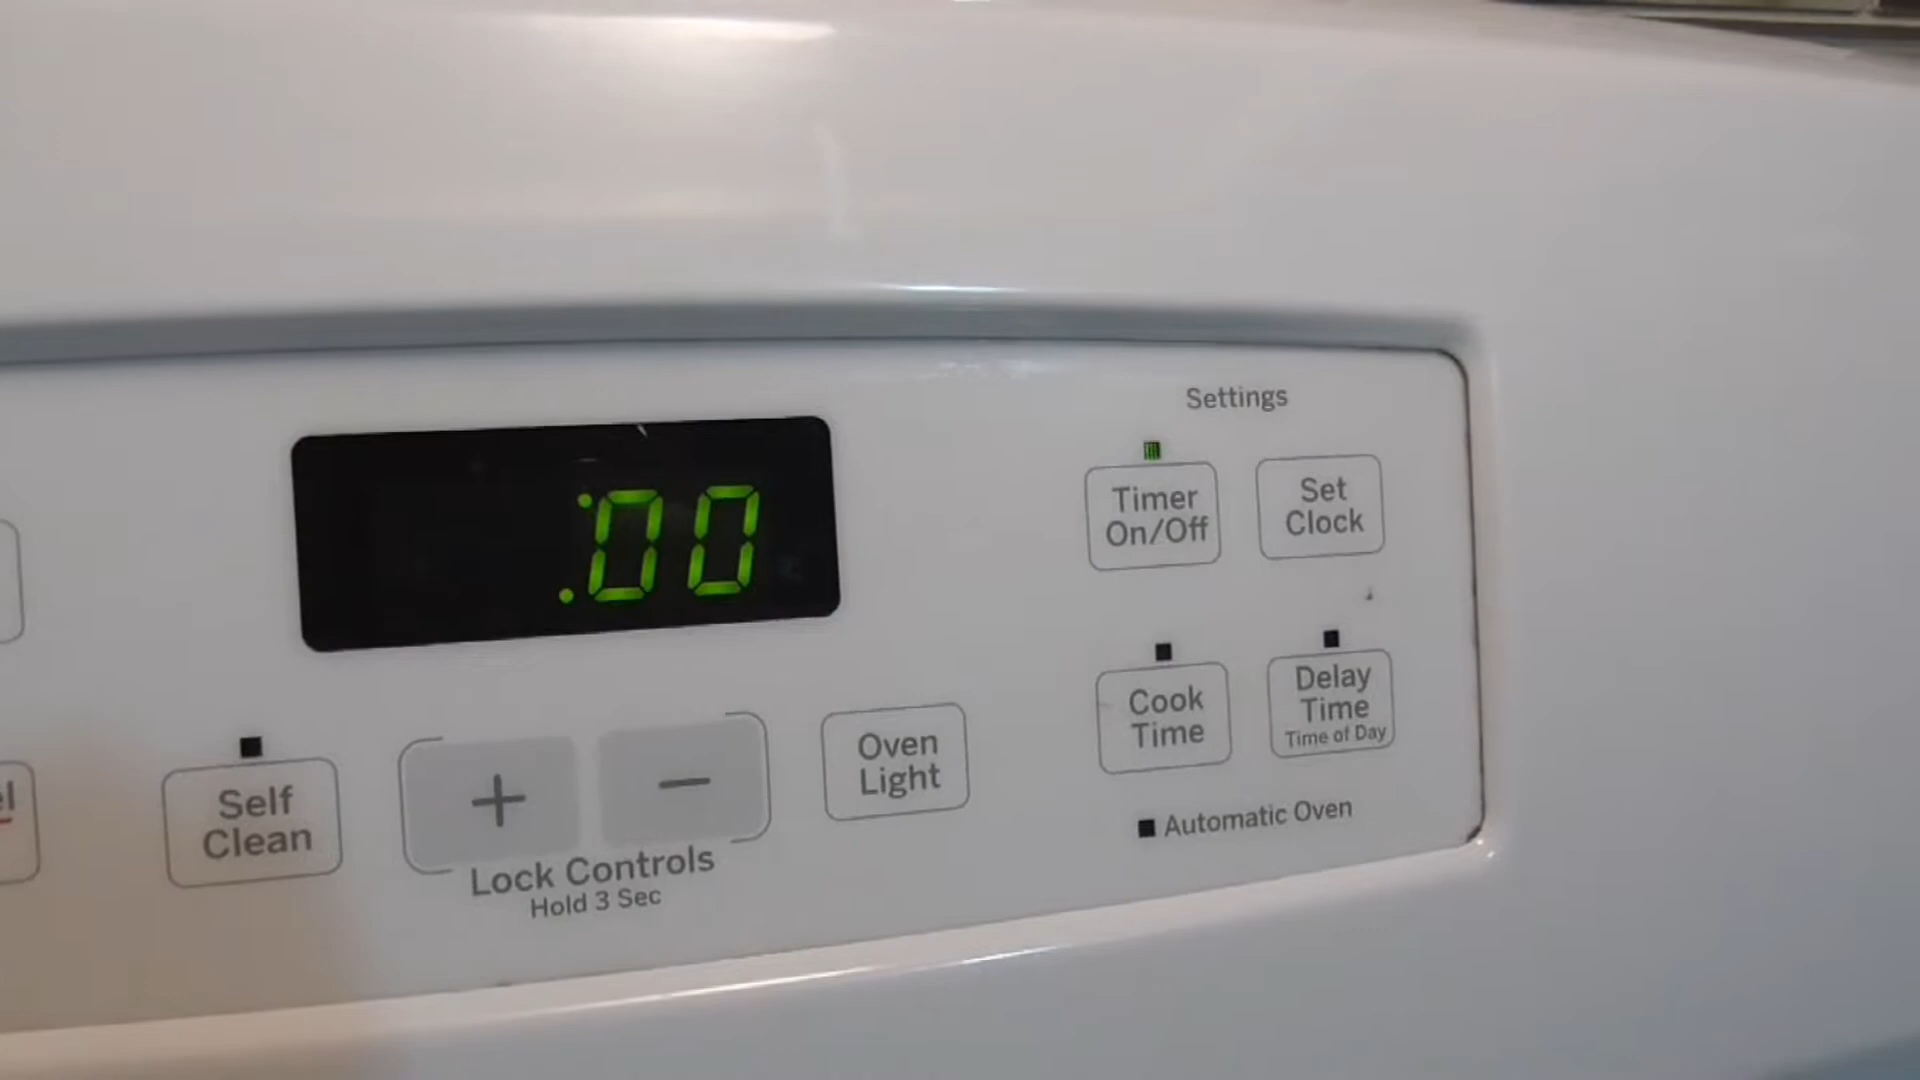 Settings
:00
Timer
On/Off
Set
Clock
Cook
Time
Delay
Time
Time of Day
Self
Clean
+
−
Oven
Light
Lock Controls
Hold 3 Sec
Automatic Oven